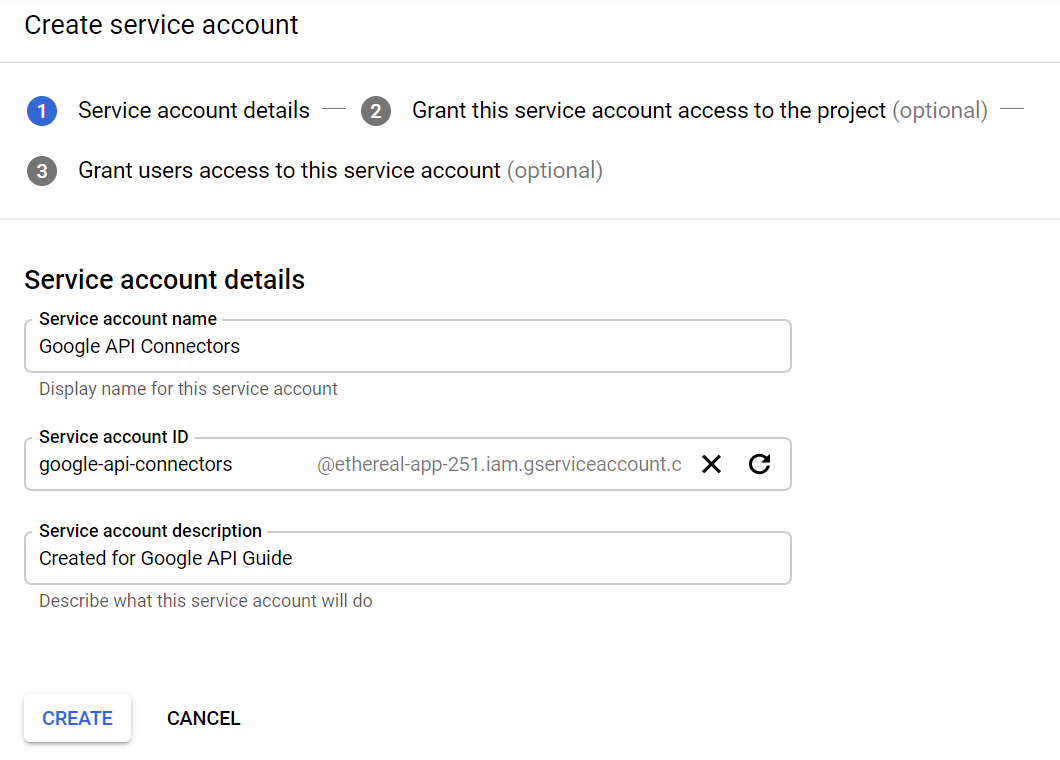 Create service account
1 Service account details 2 Grant this service account access to the project (optional)
3 Grant users access to this service account (optional)
Service account details
Service account name
Google API Connectors
Display name for this service account
Service account ID
google-api-connectors @ethereal-app-251.iam.gserviceaccount.c
Service account description
Created for Google API Guide
Describe what this service account will do
CREATE CANCEL